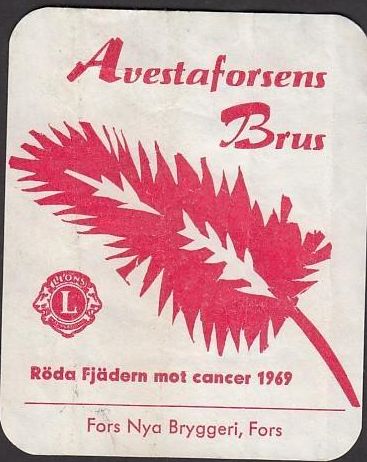 Avestaforsens
Brus
LIONS
L
Röda Fjädern mot cancer 1969
Fors Nya Bryggeri, Fors